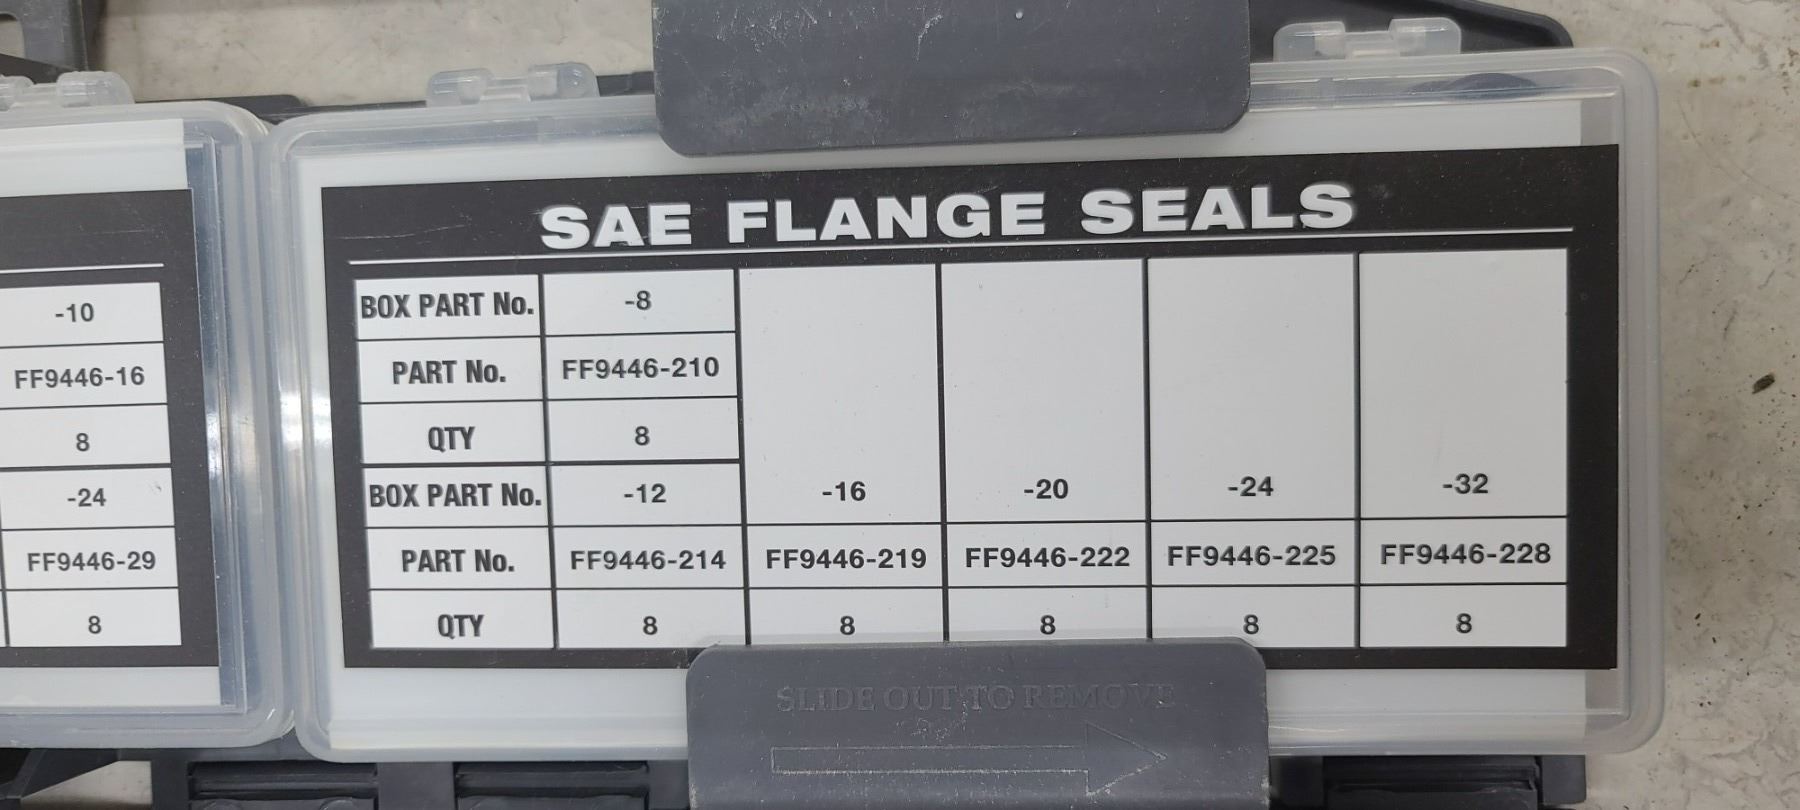 -10
FF9446-16
8
-24
FF9446-29
8
SAE FLANGE SEALS
BOX PART No. -8
PART No. FF9446-210
QTY 8
BOX PART No. -12 -16 -20 -24 -32
PART No. FF9446-214 FF9446-219 FF9446-222 FF9446-225 FF9446-228
QTY 8 8 8 8 8
SLIDE OUT TO REMOVE